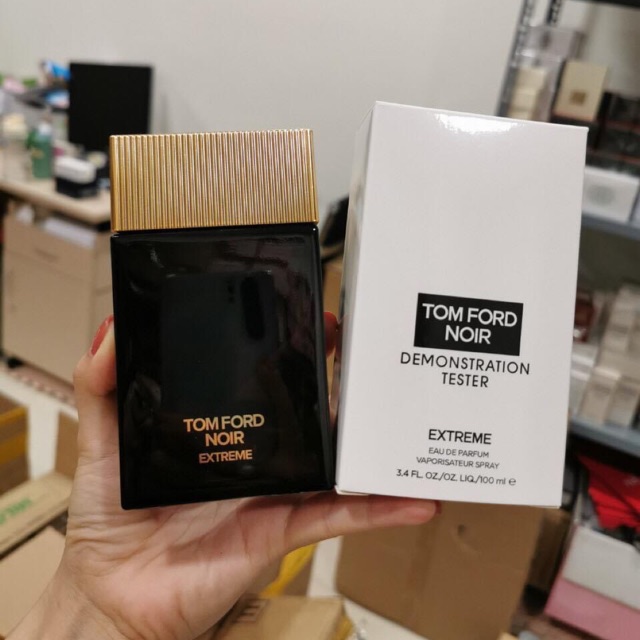 TOM FORD
NOIR
EXTREME
TOM FORD
NOIR
DEMONSTRATION
TESTER
EXTREME
EAU DE PARFUM
VAPORISATEUR SPRAY
3.4 FL. OZ./OZ. LIQ/100 ml ℮